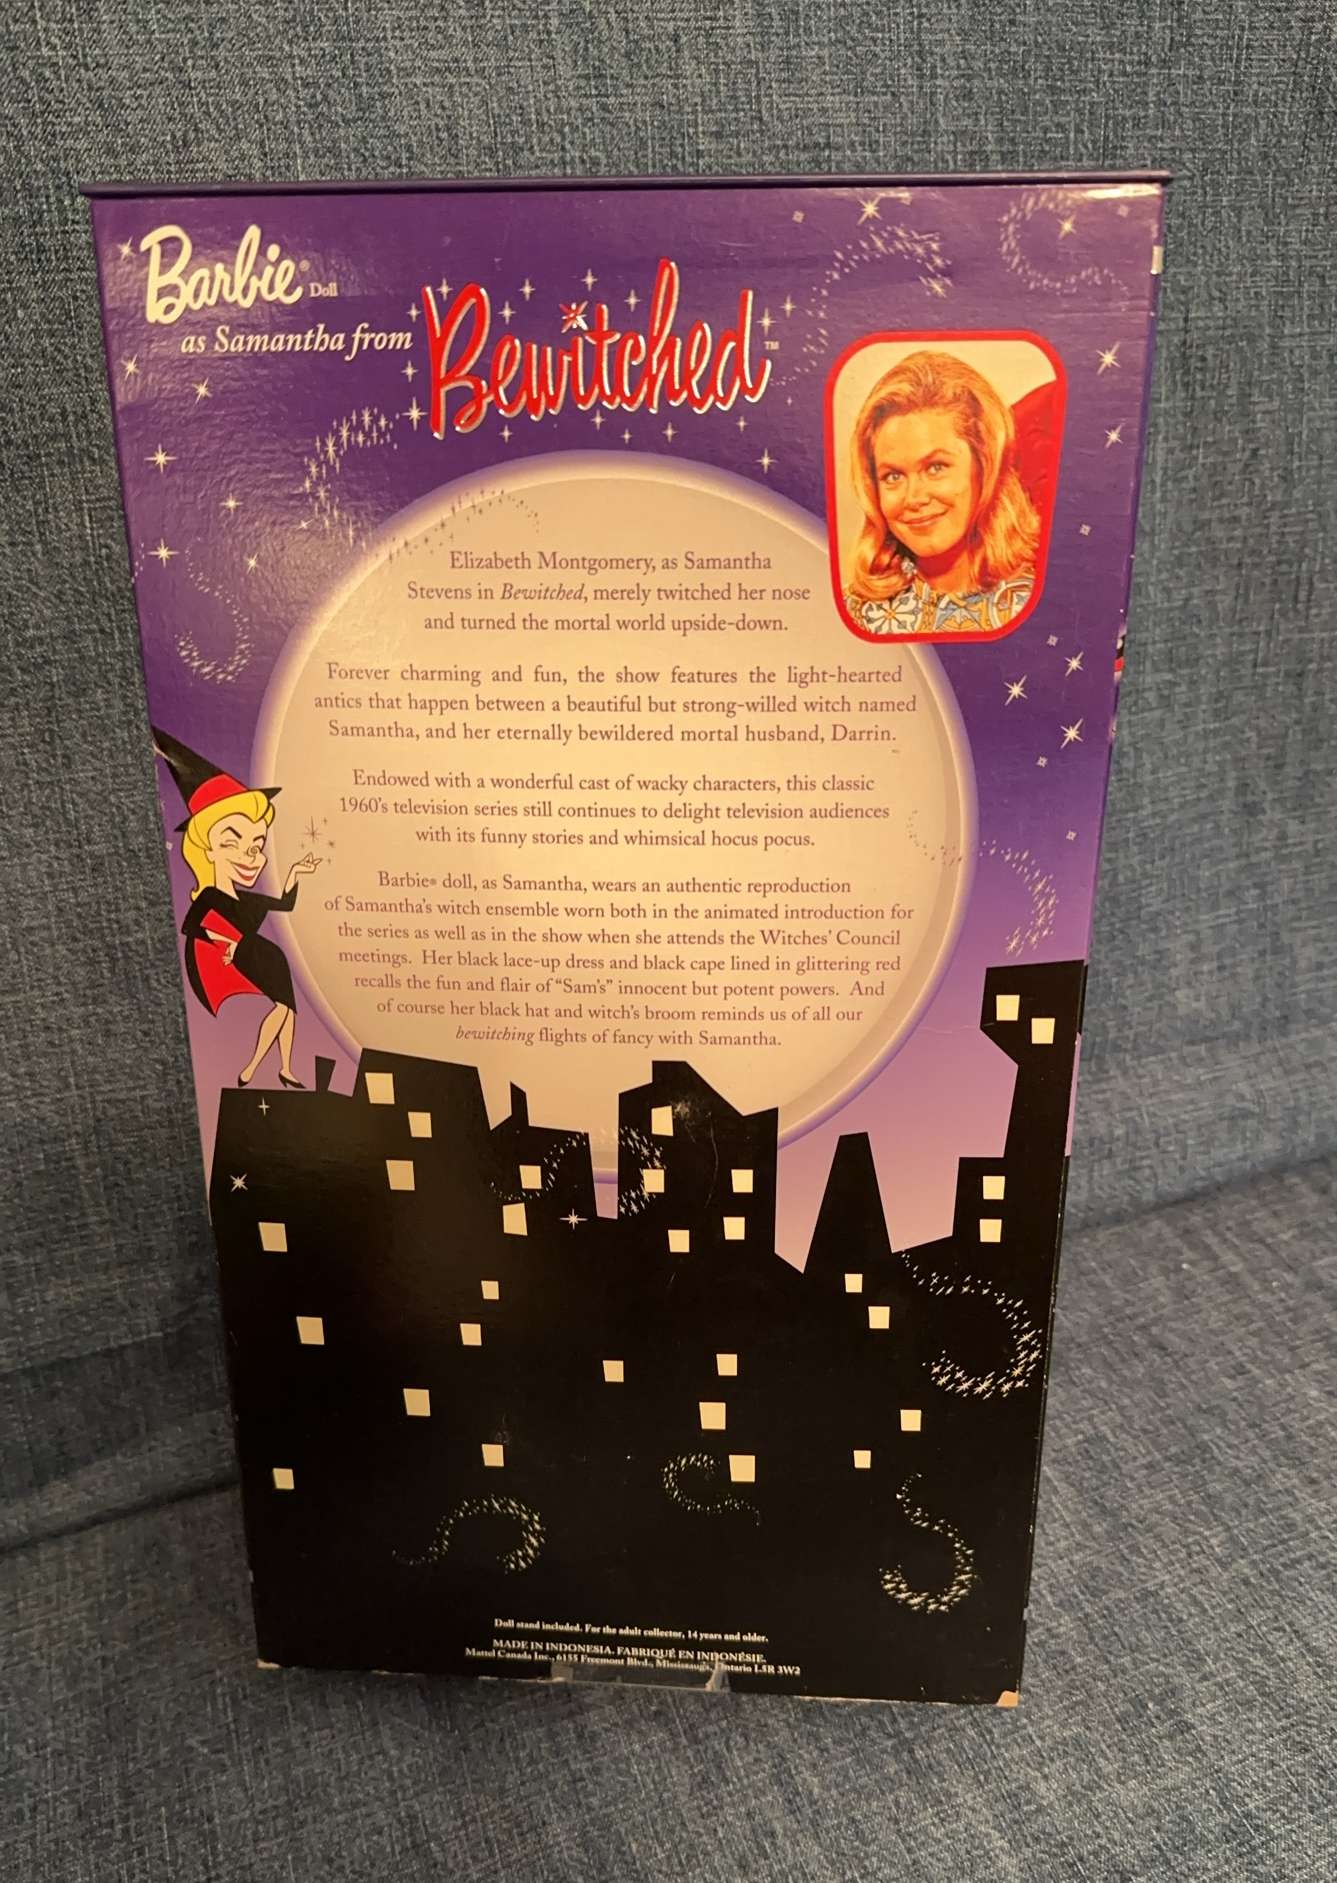 Barbie® Doll
as Samantha from
Bewitched™
Elizabeth Montgomery, as Samantha
Stevens in Bewitched, merely twitched her nose
and turned the mortal world upside-down.
Forever charming and fun, the show features the light-hearted
antics that happen between a beautiful but strong-willed witch named
Samantha, and her eternally bewildered mortal husband, Darrin.
Endowed with a wonderful cast of wacky characters, this classic
1960's television series still continues to delight television audiences
with its funny stories and whimsical hocus pocus.
Barbie® doll, as Samantha, wears an authentic reproduction
of Samantha's witch ensemble worn both in the animated introduction for
the series as well as in the show when she attends the Witches' Council
meetings. Her black lace-up dress and black cape lined in glittering red
recalls the fun and flair of "Sam's" innocent but potent powers. And
of course her black hat and witch's broom reminds us of all our
bewitching flights of fancy with Samantha.
Doll stand included. For the adult collector, 14 years and older.
MADE IN INDONESIA. FABRIQUÉ EN INDONÉSIE.
Mattel Canada Inc., 6155 Freemont Blvd., Mississauga, Ontario L5R 3W2